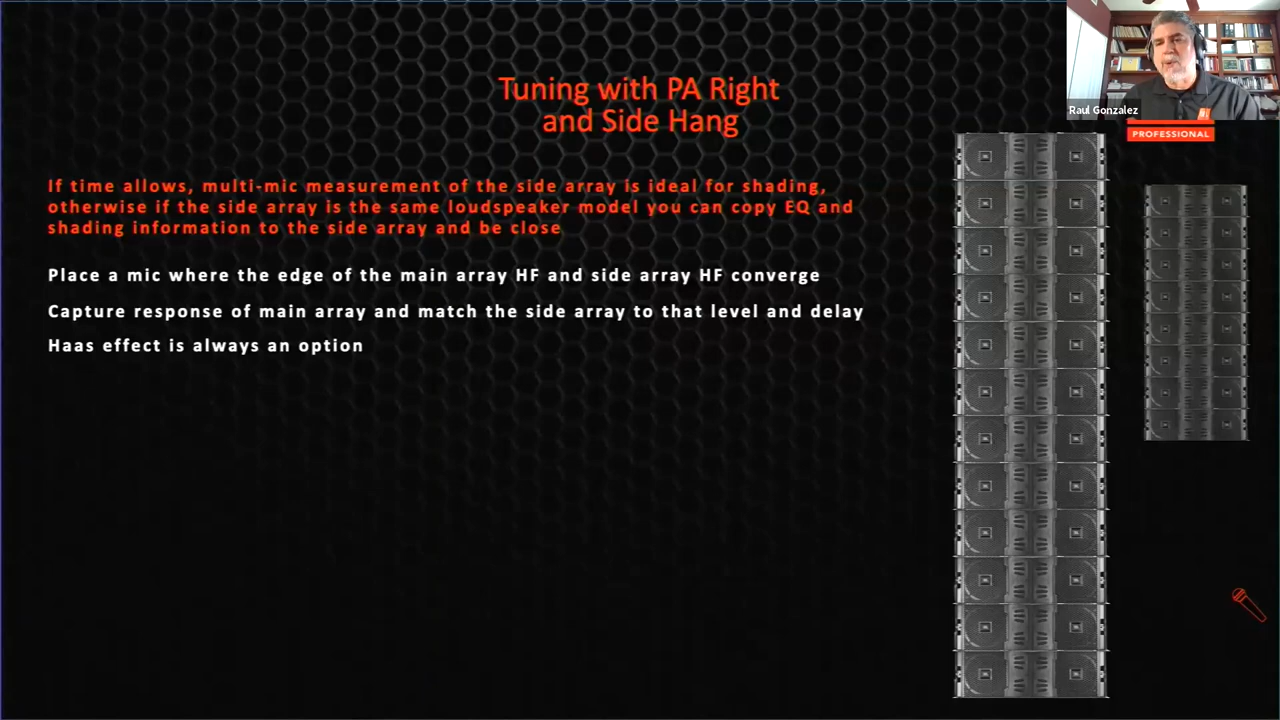 Tuning with PA Right
and Side Hang
Raul Gonzalez
PROFESSIONAL
If time allows, multi-mic measurement of the side array is ideal for shading,
otherwise if the side array is the same loudspeaker model you can copy EQ and
shading information to the side array and be close
Place a mic where the edge of the main array HF and side array HF converge
Capture response of main array and match the side array to that level and delay
Haas effect is always an option